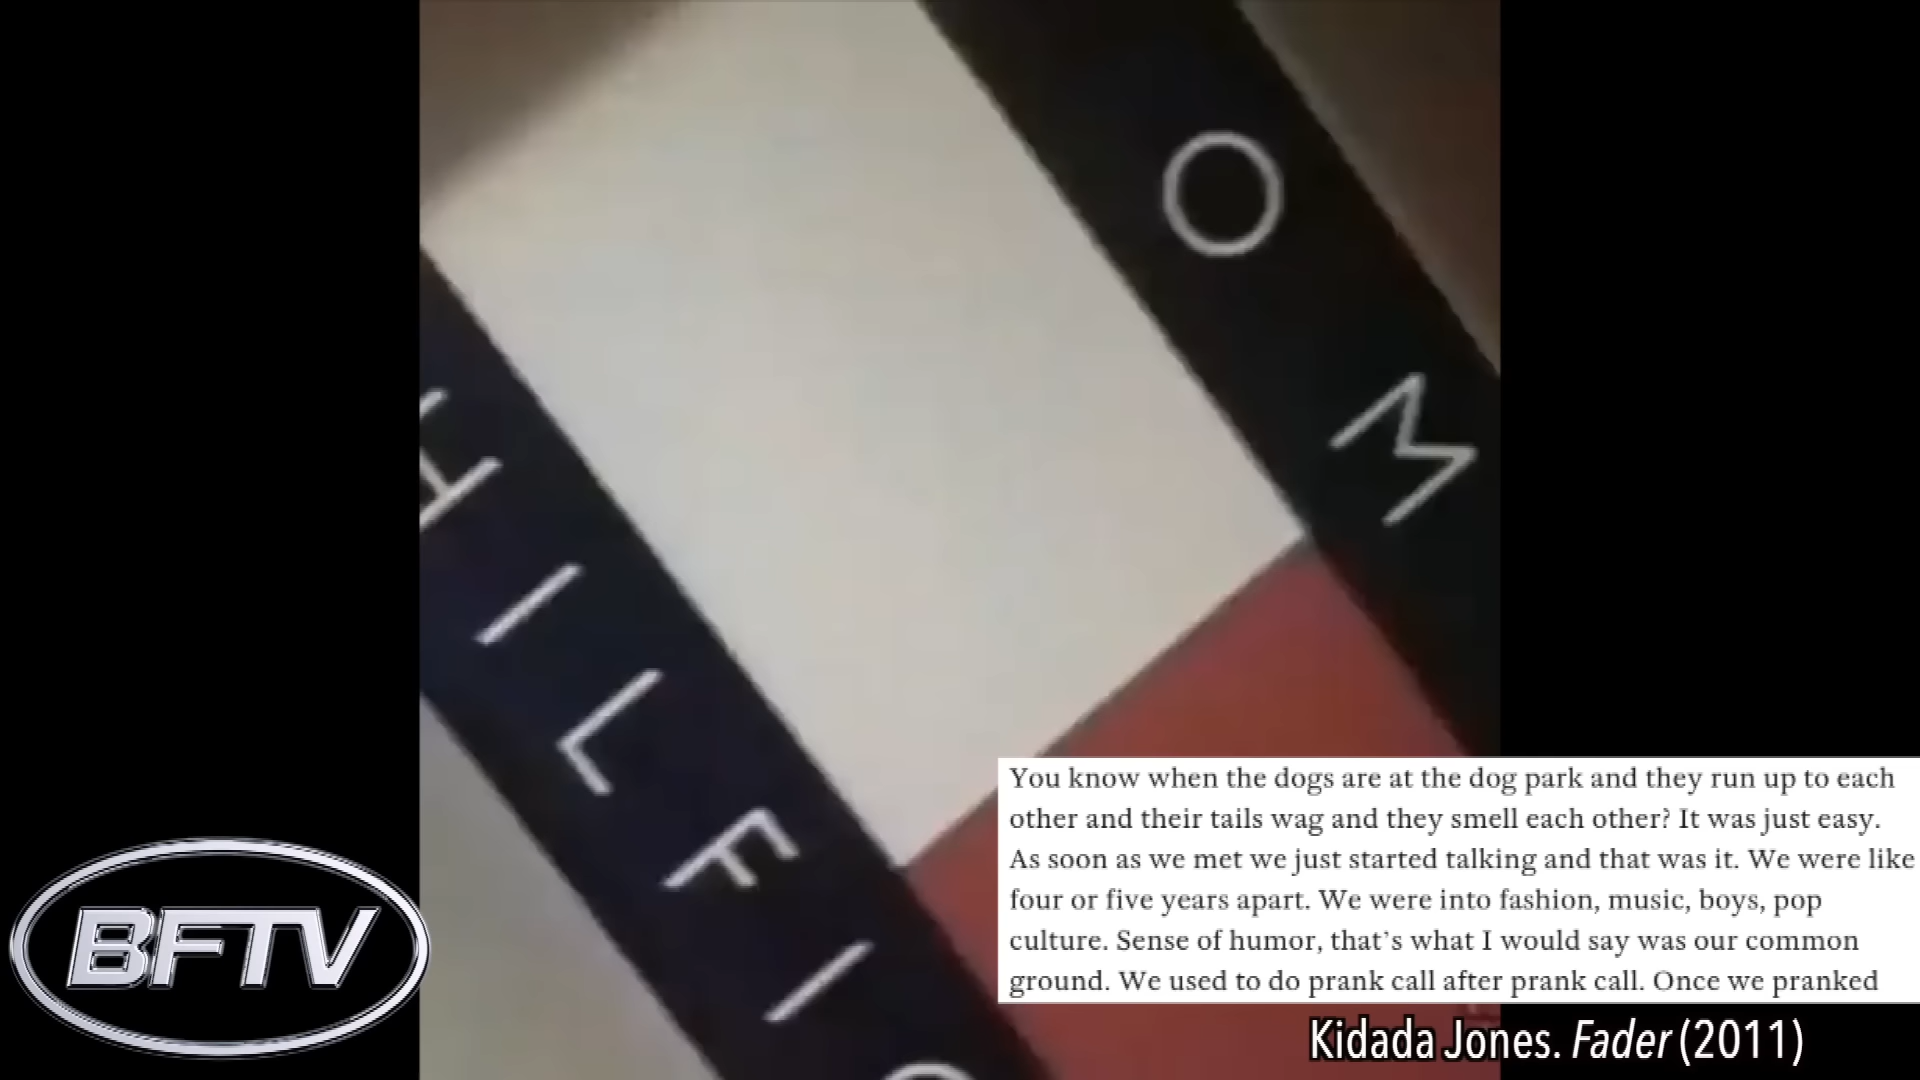 OM
HILFIG
You know when the dogs are at the dog park and they run up to each
other and their tails wag and they smell each other? It was just easy.
As soon as we met we just started talking and that was it. We were like
four or five years apart. We were into fashion, music, boys, pop
culture. Sense of humor, that's what I would say was our common
ground. We used to do prank call after prank call. Once we pranked
BFTV
Kidada Jones. Fader (2011)